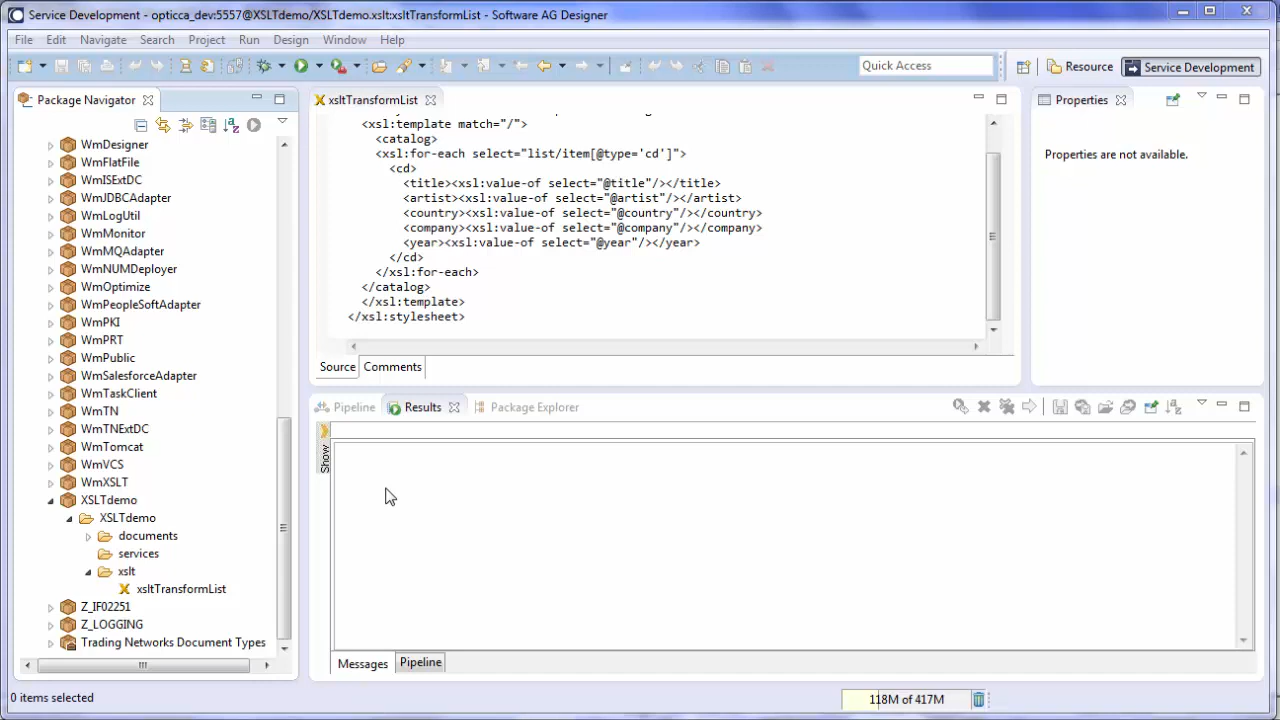 Service Development - opticca_dev:5557@XSLTdemo/XSLTdemo.xslt:xsltTransformList - Software AG Designer
File Edit Navigate Search Project Run Design Window Help
Quick Access
Resource
Service Development
Package Navigator
WmDesigner
WmFlatFile
WmISExtDC
WmJDBCAdapter
WmLogUtil
WmMonitor
WmMQAdapter
WmNUMDeployer
WmOptimize
WmPeopleSoftAdapter
WmPKI
WmPRT
WmPublic
WmSalesforceAdapter
WmTaskClient
WmTN
WmTNExtDC
WmTomcat
WmVCS
WmXSLT
XSLTdemo
XSLTdemo
documents
services
xslt
xsltTransformList
Z_IF02251
Z_LOGGING
Trading Networks Document Types
xsltTransformList
<xsl:template match="/">
<catalog>
<xsl:for-each select="list/item[@type='cd']">
<cd>
<title><xsl:value-of select="@title"/></title>
<artist><xsl:value-of select="@artist"/></artist>
<country><xsl:value-of select="@country"/></country>
<company><xsl:value-of select="@company"/></company>
<year><xsl:value-of select="@year"/></year>
</cd>
</xsl:for-each>
</catalog>
</xsl:template>
</xsl:stylesheet>
Source Comments
Properties
Properties are not available.
Pipeline Results Package Explorer
Show
Messages Pipeline
0 items selected
118M of 417M